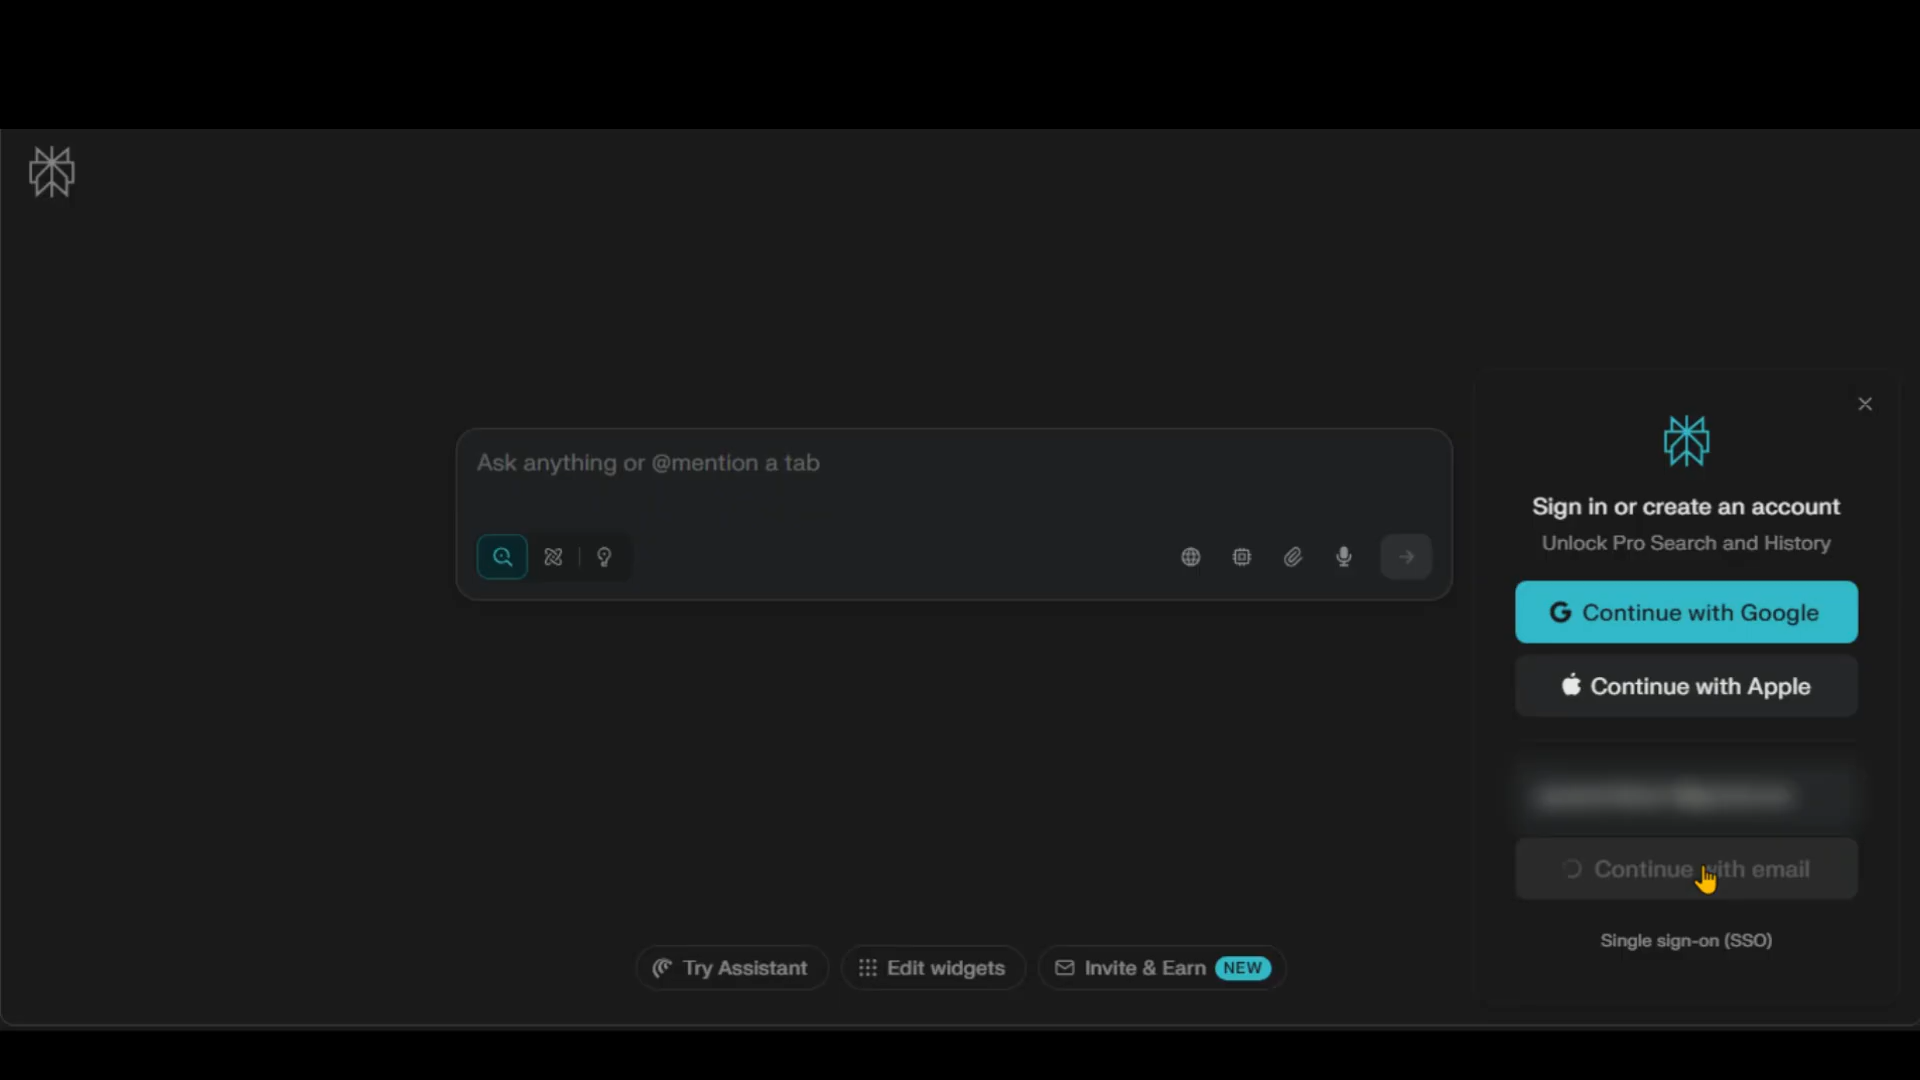 Ask anything or @mention a tab
Sign in or create an account
Unlock Pro Search and History
Continue with Google
Continue with Apple
Continue with email
Single sign-on (SSO)
Try Assistant
Edit widgets
Invite & Earn NEW